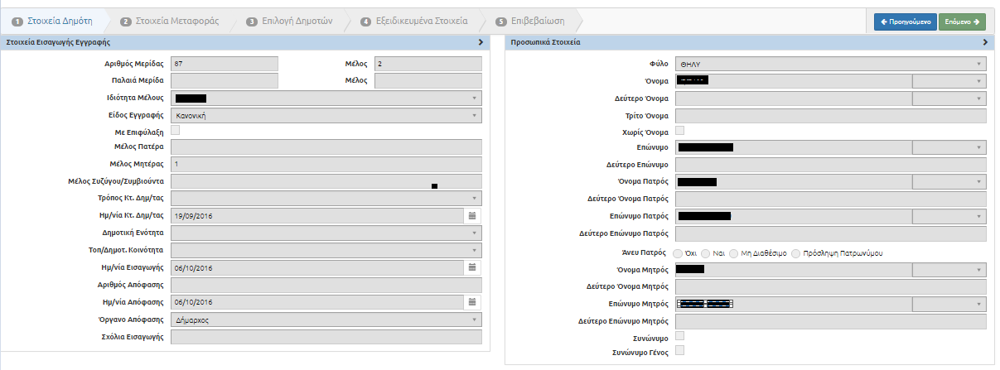 1 Στοιχεία Δημότη 2 Στοιχεία Μεταφοράς 3 Επιλογή Δημοτών 4 Εξειδικευμένα Στοιχεία 5 Επιβεβαίωση Προηγούμενο Επόμενο
Στοιχεία Εισαγωγής Εγγραφής
Αριθμός Μερίδας 87 Μέλος 2
Παλαιά Μερίδα Μέλος
Ιδιότητα Μέλους
Είδος Εγγραφής Κανονική
Με Επιφύλαξη
Μέλος Πατέρα
Μέλος Μητέρας 1
Μέλος Συζύγου/Συμβιούντα
Τρόπος Κτ. Δημ/τας
Ημ/νία Κτ. Δημ/τας 19/09/2016
Δημοτική Ενότητα
Τοπ/Δημοτ. Κοινότητα
Ημ/νία Εισαγωγής 06/10/2016
Αριθμός Απόφασης
Ημ/νία Απόφασης 06/10/2016
Όργανο Απόφασης Δήμαρχος
Σχόλια Εισαγωγής
Προσωπικά Στοιχεία
Φύλο ΘΗΛΥ
Όνομα
Δεύτερο Όνομα
Τρίτο Όνομα
Χωρίς Όνομα
Επώνυμο
Δεύτερο Επώνυμο
Όνομα Πατρός
Δεύτερο Όνομα Πατρός
Επώνυμο Πατρός
Δεύτερο Επώνυμο Πατρός
Άνευ Πατρός Όχι Ναι Μη Διαθέσιμο Πρόσληψη Πατρωνύμου
Όνομα Μητρός
Δεύτερο Όνομα Μητρός
Επώνυμο Μητρός
Δεύτερο Επώνυμο Μητρός
Συνώνυμο
Συνώνυμο Γένος